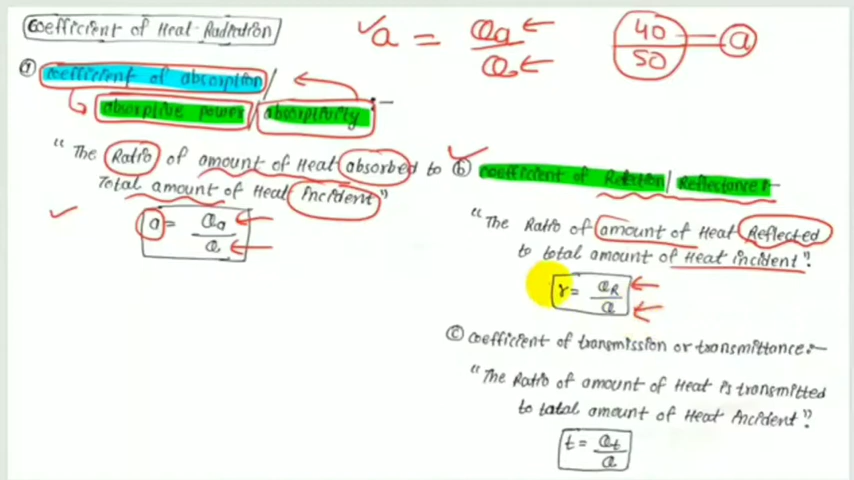 Coefficient of Heat Radiation
a = Qa/Q
40/50 = a
(a) coefficient of absorption/
absorptive power/absorptivity:-
"The Ratio of amount of Heat absorbed to
Total amount of Heat Incident"
a = Qa/Q
(b) coefficient of Reflection/Reflectance:-
"The Ratio of amount of Heat Reflected
to total amount of Heat incident".
r = QR/Q
(c) coefficient of transmission or transmittance:-
"The Ratio of amount of Heat is transmitted
to total amount of Heat Incident".
t = Qt/Q